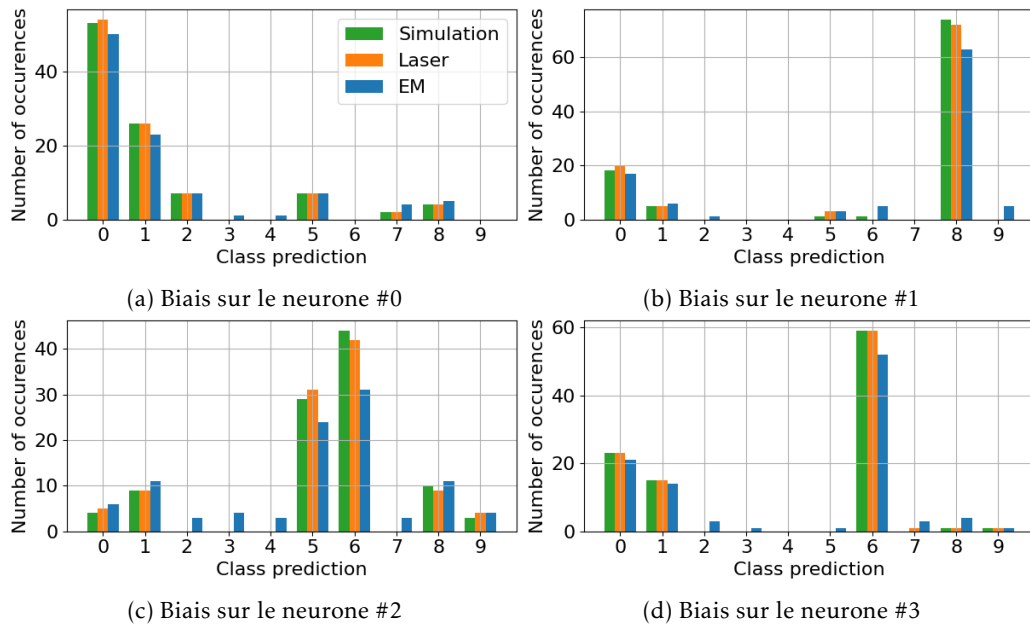 Number of occurences
40
20
0
0 1 2 3 4 5 6 7 8 9
Class prediction
Simulation
Laser
EM
(a) Biais sur le neurone #0
Number of occurences
60
40
20
0
0 1 2 3 4 5 6 7 8 9
Class prediction
(b) Biais sur le neurone #1
Number of occurences
40
30
20
10
0
0 1 2 3 4 5 6 7 8 9
Class prediction
(c) Biais sur le neurone #2
Number of occurences
60
40
20
0
0 1 2 3 4 5 6 7 8 9
Class prediction
(d) Biais sur le neurone #3